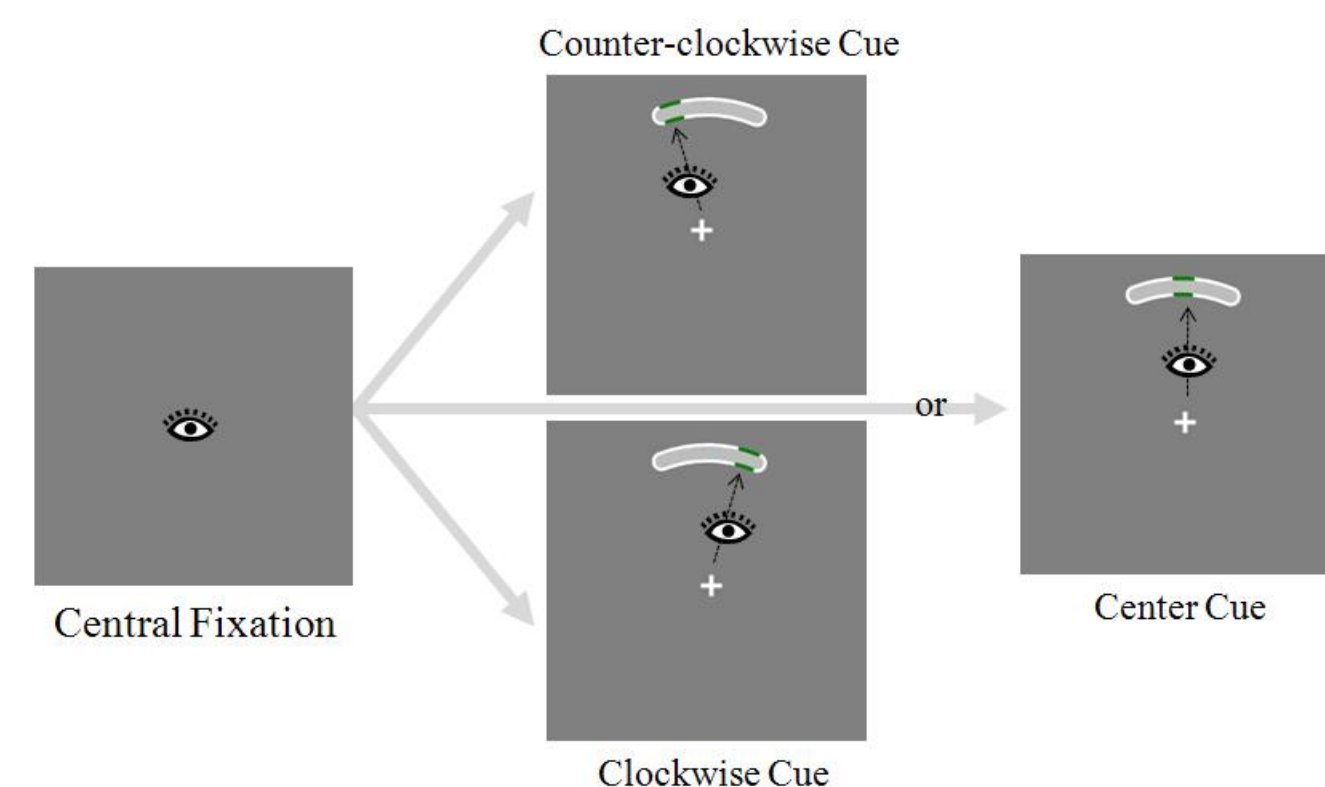 Counter-clockwise Cue
Central Fixation
or
Center Cue
Clockwise Cue